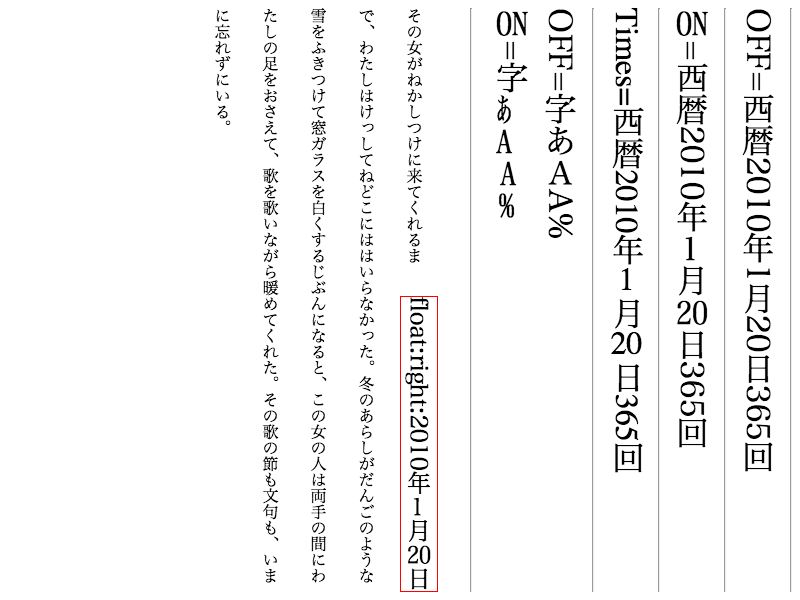 OFF=西暦2010年1月20日365回
ON=西暦2010年1月20日365回
Times=西暦2010年1月20日365回
OFF=字あＡA%
ON=字あＡA%
float:right:2010年1月20日
その女がねかしつけに来てくれるま
で、わたしはけっしてねどこにははいらなかった。冬のあらしがだんごのような
雪をふきつけて窓ガラスを白くするじぶんになると、この女の人は両手の間にわ
たしの足をおさえて、歌を歌いながら暖めてくれた。その歌の節も文句も、いま
に忘れずにいる。